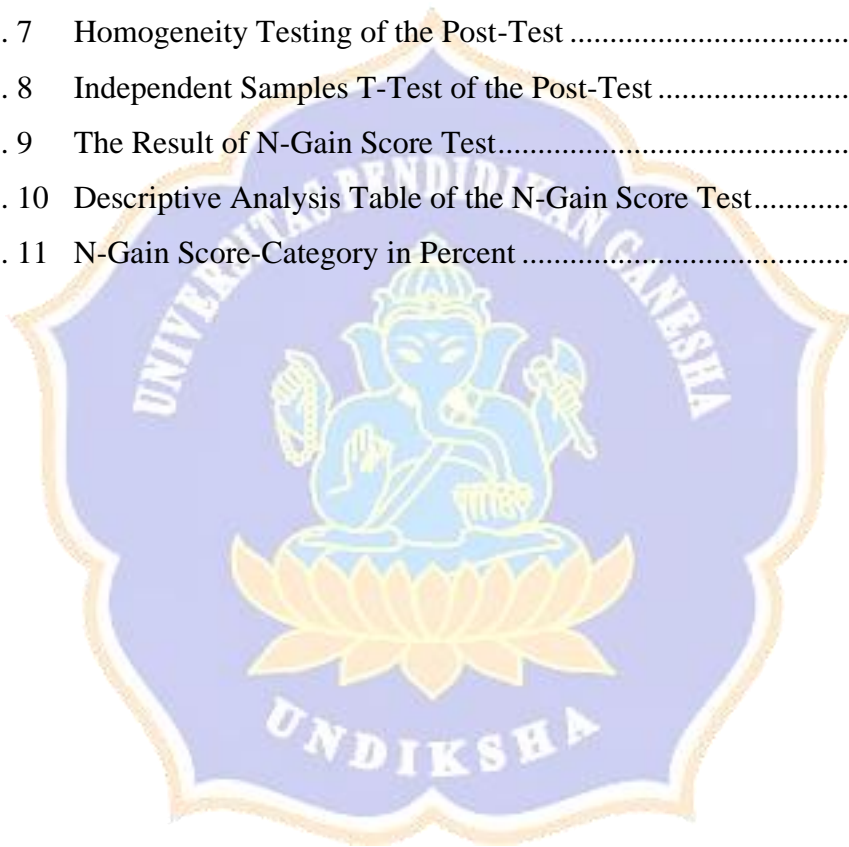 . 7 Homogeneity Testing of the Post-Test ....................................
. 8 Independent Samples T-Test of the Post-Test .........................
. 9 The Result of N-Gain Score Test..............................................
. 10 Descriptive Analysis Table of the N-Gain Score Test............
. 11 N-Gain Score-Category in Percent ..........................................
UNIVERSITAS PENDIDIKAN GANESHA
UNDIKSHA